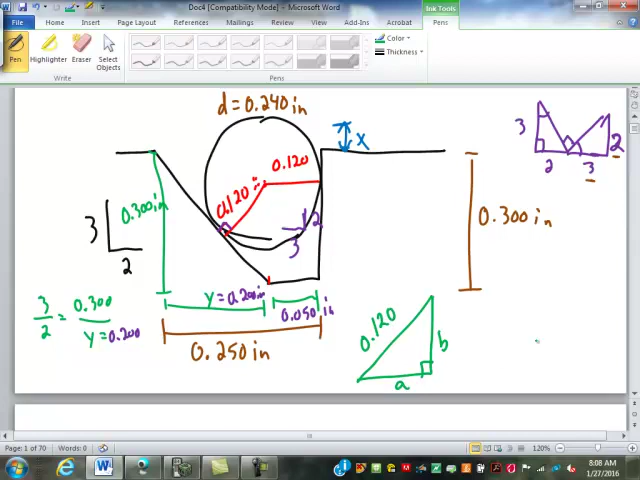 Doc4 [Compatibility Mode] - Microsoft Word
Ink Tools
File Home Insert Page Layout References Mailings Review View Acrobat Pens
Pen
Highlighter
Eraser
Select Objects
Color
Thickness
Write
Pens
d = 0.240 in
x
0.120
0.120
0.300 in
3
2
2
3
3
2
2
3
0.300 in
y = 0.200 in
0.050 in
3/2 = 0.300/y = 0.200
0.250 in
0.120
b
a
Page: 1 of 70 Words: 0
120%
8:08 AM
1/27/2016